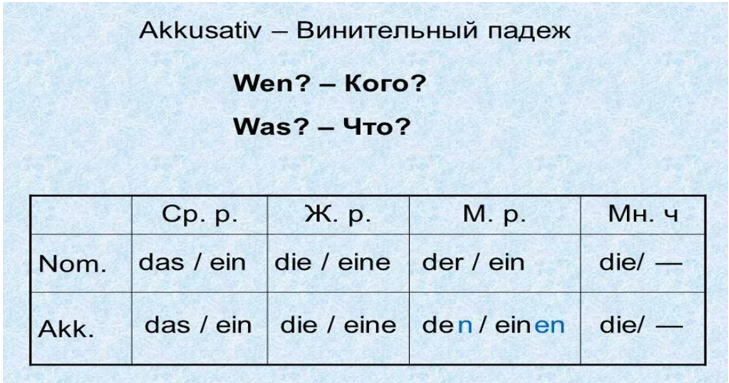 Akkusativ – Винительный падеж
Wen? – Кого?
Was? – Что?
Ср. р. Ж. р. М. р. Мн. ч
Nom. das / ein die / eine der / ein die/ —
Akk. das / ein die / eine den / einen die/ —